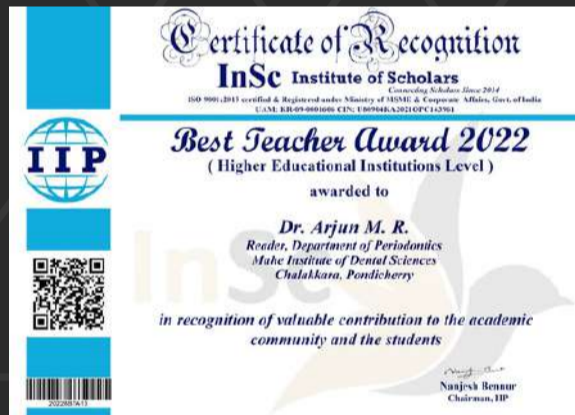 Certificate of Recognition
InSc Institute of Scholars
Connecting Scholars Since 2014
ISO 9001:2015 certified & Registered under Ministry of MSME & Corporate Affairs, Govt. of India
Best Teacher Award 2022
( Higher Educational Institutions Level )
awarded to
IIP
Dr. Arjun M. R.
Reader, Department of Periodontics
Mahe Institute of Dental Sciences
Chalakkara, Pondicherry
InSc
in recognition of valuable contribution to the academic
community and the students
Nanjesh Bennur
Chairman, IIP